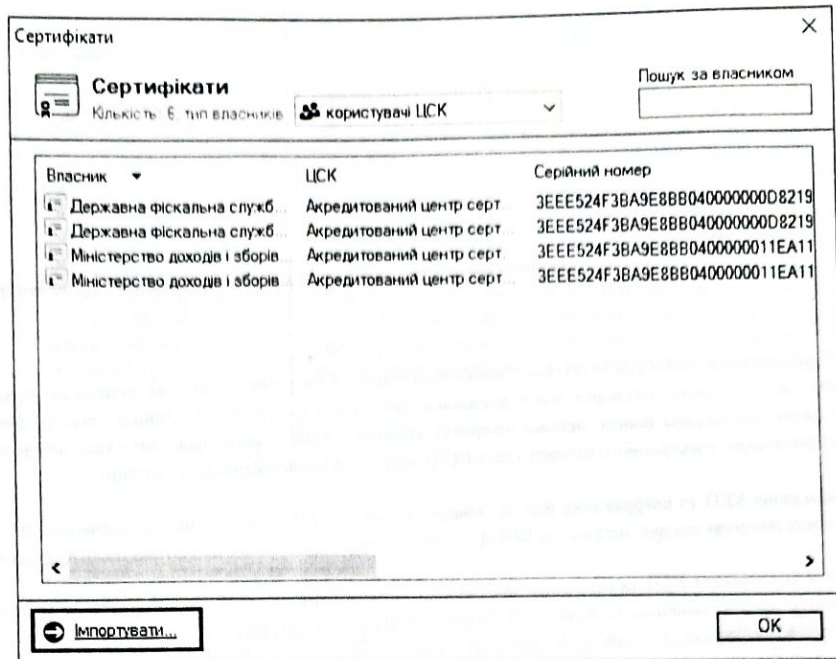 Сертифікати
Сертифікати
Кількість: 6, тип власників користувачі ЦСК
Пошук за власником
Власник ЦСК Серійний номер
Державна фіскальна служб... Акредитований центр серт... 3EEE524F3BA9E8BB040000000D8219
Державна фіскальна служб... Акредитований центр серт... 3EEE524F3BA9E8BB040000000D8219
Міністерство доходів і зборів... Акредитований центр серт... 3EEE524F3BA9E8BB0400000011EA11
Міністерство доходів і зборів... Акредитований центр серт... 3EEE524F3BA9E8BB0400000011EA11
Імпортувати...
OK